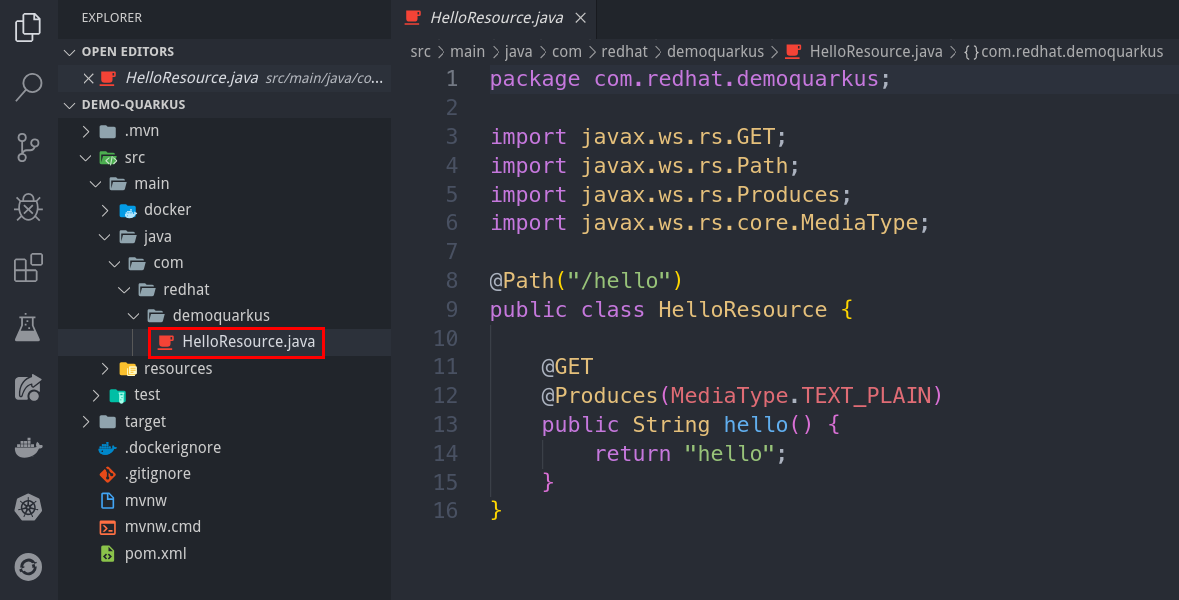 EXPLORER
OPEN EDITORS
HelloResource.java src/main/java/co...
DEMO-QUARKUS
.mvn
src
main
docker
java
com
redhat
demoquarkus
HelloResource.java
resources
test
target
.dockerignore
.gitignore
mvnw
mvnw.cmd
pom.xml
HelloResource.java
src > main > java > com > redhat > demoquarkus > HelloResource.java > {} com.redhat.demoquarkus
1 package com.redhat.demoquarkus;
2
3 import javax.ws.rs.GET;
4 import javax.ws.rs.Path;
5 import javax.ws.rs.Produces;
6 import javax.ws.rs.core.MediaType;
7
8 @Path("/hello")
9 public class HelloResource {
10
11     @GET
12     @Produces(MediaType.TEXT_PLAIN)
13     public String hello() {
14         return "hello";
15     }
16 }